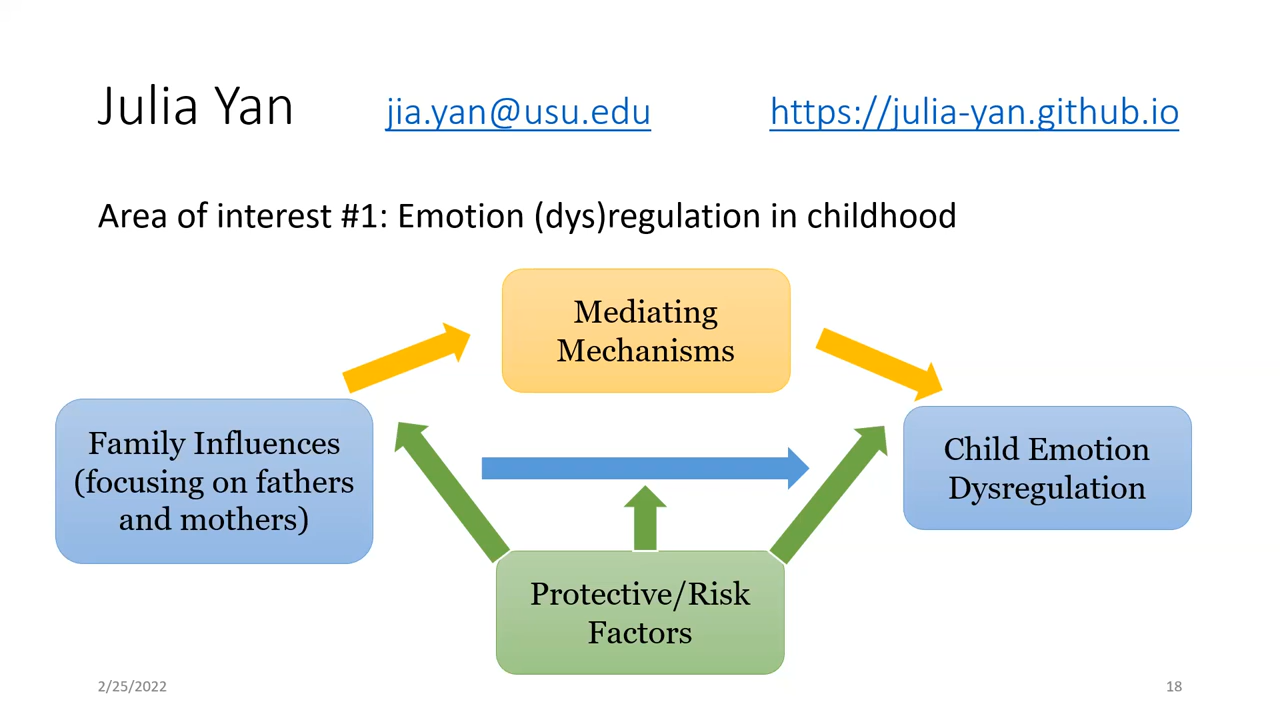 Julia Yan jia.yan@usu.edu https://julia-yan.github.io
Area of interest #1: Emotion (dys)regulation in childhood
Mediating
Mechanisms
Family Influences
(focusing on fathers
and mothers)
Child Emotion
Dysregulation
Protective/Risk
Factors
2/25/2022 18